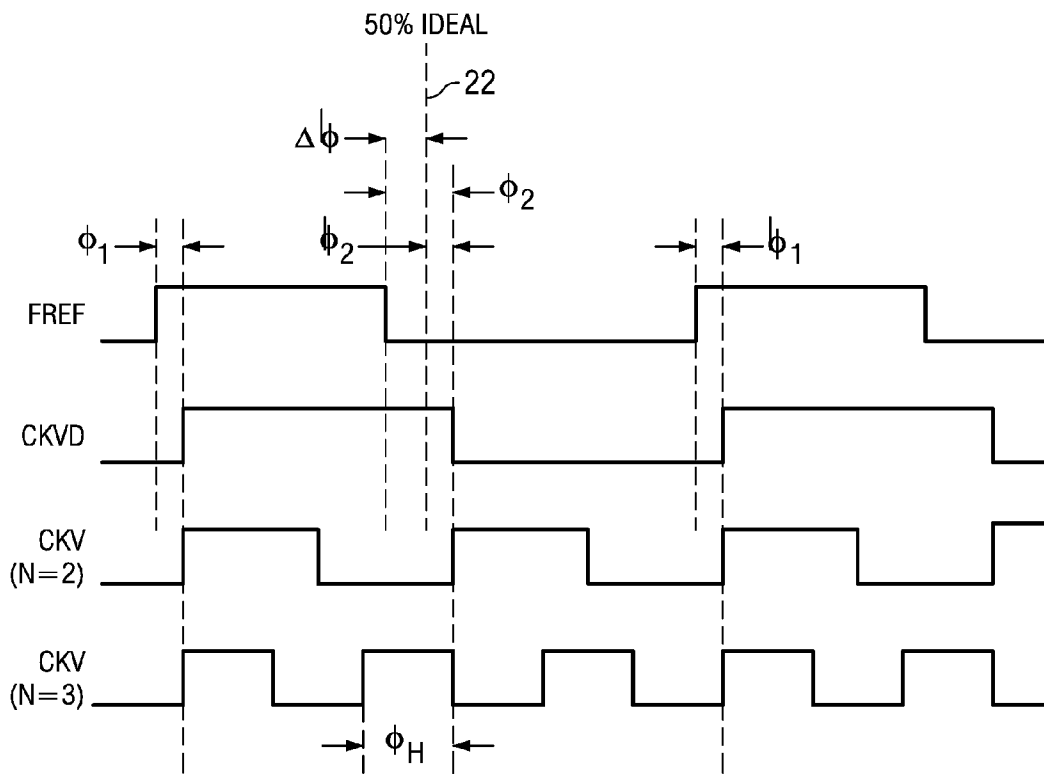 50% IDEAL
22
Δϕ
ϕ2
ϕ1
ϕ2
ϕ1
FREF
CKVD
CKV
(N=2)
CKV
(N=3)
ϕH